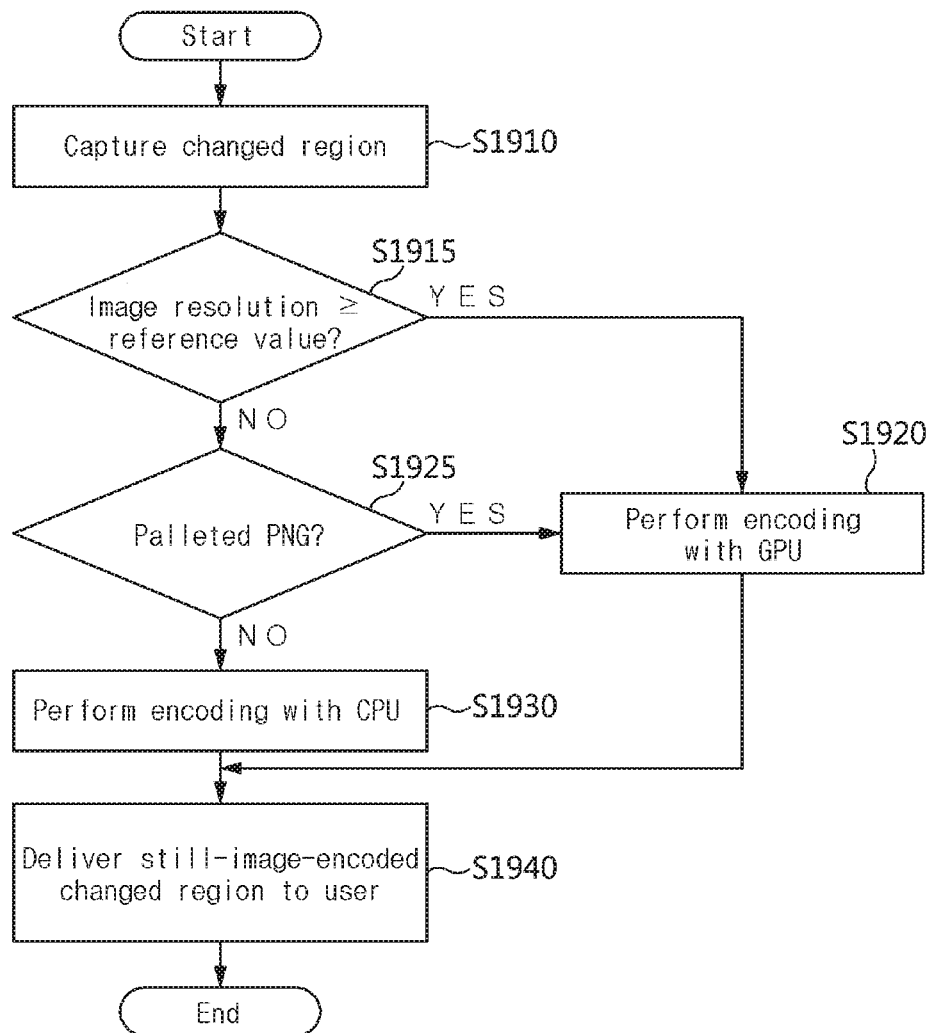 Start
Capture changed region
S1910
S1915
Image resolution ≥
reference value?
YES
NO
S1920
S1925
Palleted PNG?
YES
Perform encoding
with GPU
NO
Perform encoding with CPU
S1930
Deliver still-image-encoded
changed region to user
S1940
End